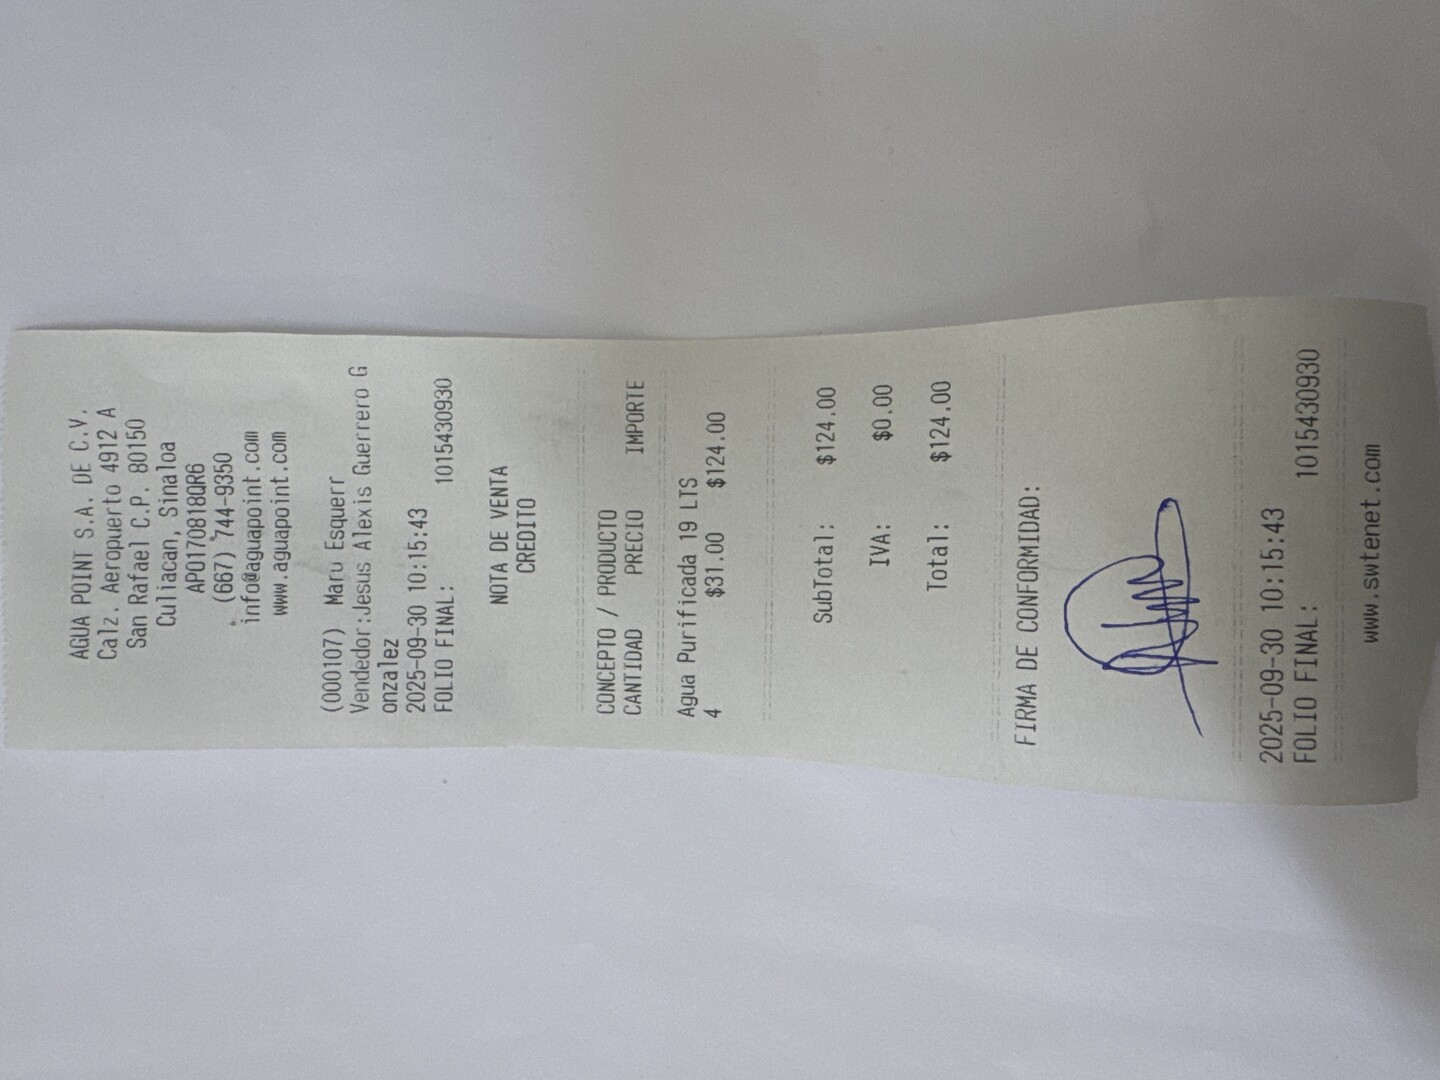 AGUA POINT S.A. DE C.V.
Calz. Aeropuerto 4912 A
San Rafael C.P. 80150
Culiacan, Sinaloa
APO170818QR6
(667) 744-9350
info@aguapoint.com
www.aguapoint.com
(000107) Maru Esquerr
Vendedor:Jesus Alexis Guerrero G
onzalez
2025-09-30 10:15:43
FOLIO FINAL: 1015430930
NOTA DE VENTA
CREDITO
CONCEPTO / PRODUCTO
CANTIDAD PRECIO IMPORTE
Agua Purificada 19 LTS
4 $31.00 $124.00
SubTotal: $124.00
IVA: $0.00
Total: $124.00
FIRMA DE CONFORMIDAD:
2025-09-30 10:15:43
FOLIO FINAL: 1015430930
www.swtenet.com